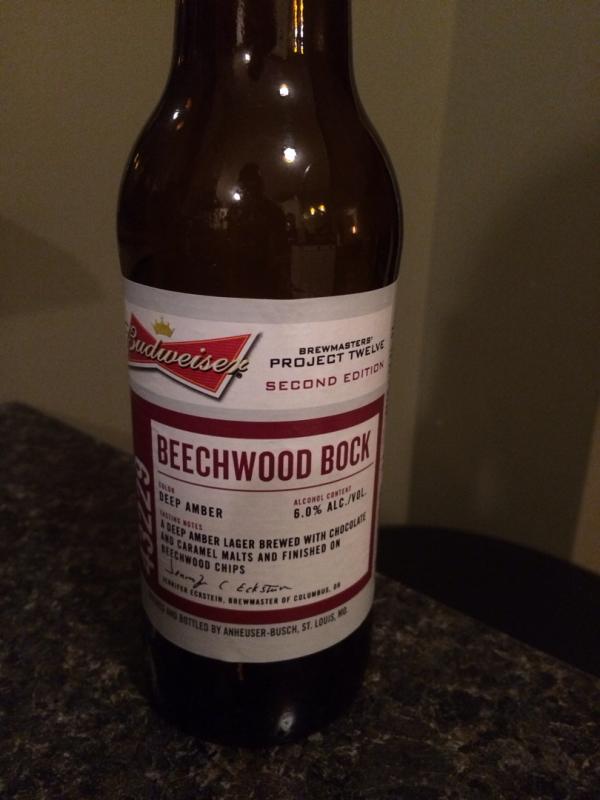 Budweiser
BREWMASTERS'
PROJECT TWELVE
SECOND EDITION
BEECHWOOD BOCK
COLOR
DEEP AMBER
ALCOHOL CONTENT
6.0% ALC./VOL.
TASTING NOTES
A DEEP AMBER LAGER BREWED WITH CHOCOLATE
AND CARAMEL MALTS AND FINISHED ON
BEECHWOOD CHIPS
JENNIFER ECKSTEIN, BREWMASTER OF COLUMBUS, OH
AND BOTTLED BY ANHEUSER-BUSCH, ST. LOUIS, MO.
43229